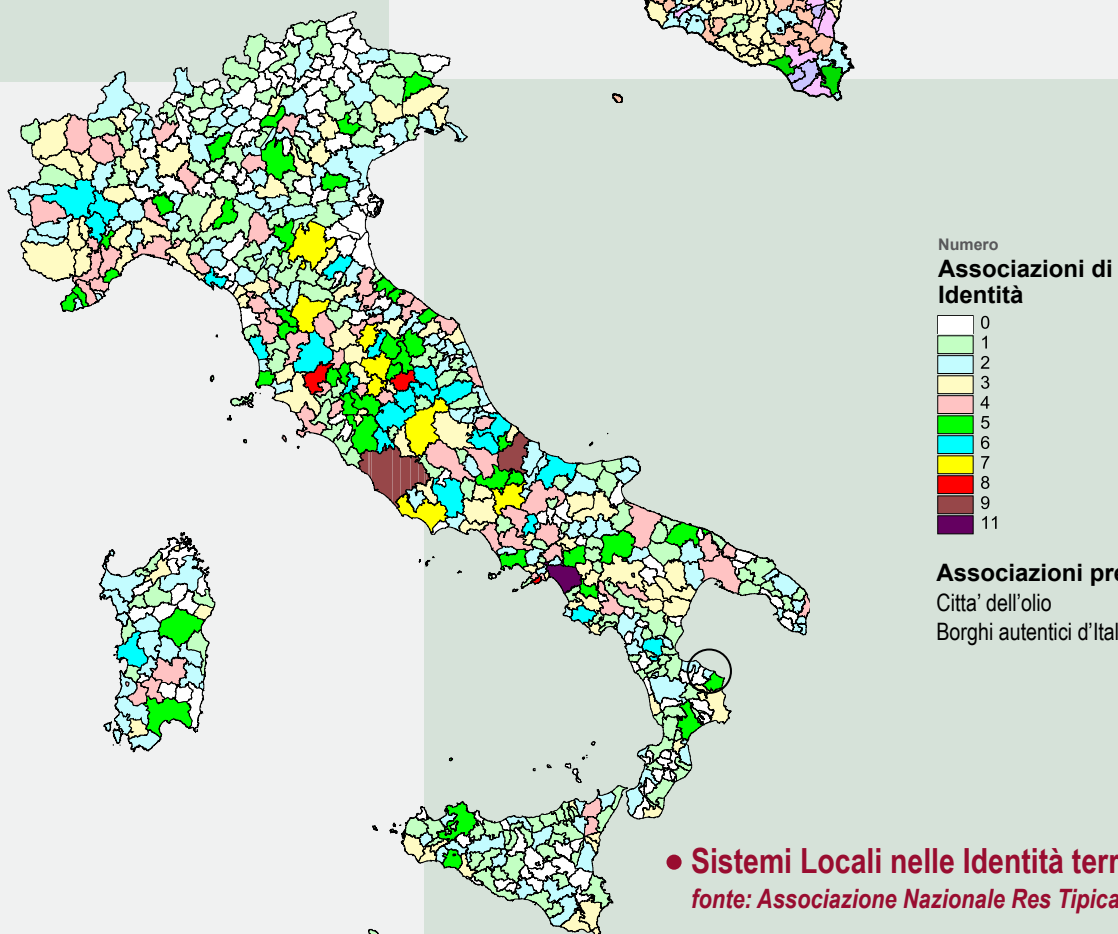 Numero
Associazioni di
Identità
0
1
2
3
4
5
6
7
8
9
11
Associazioni pre
Citta' dell'olio
Borghi autentici d'Ital
• Sistemi Locali nelle Identità terr
fonte: Associazione Nazionale Res Tipica